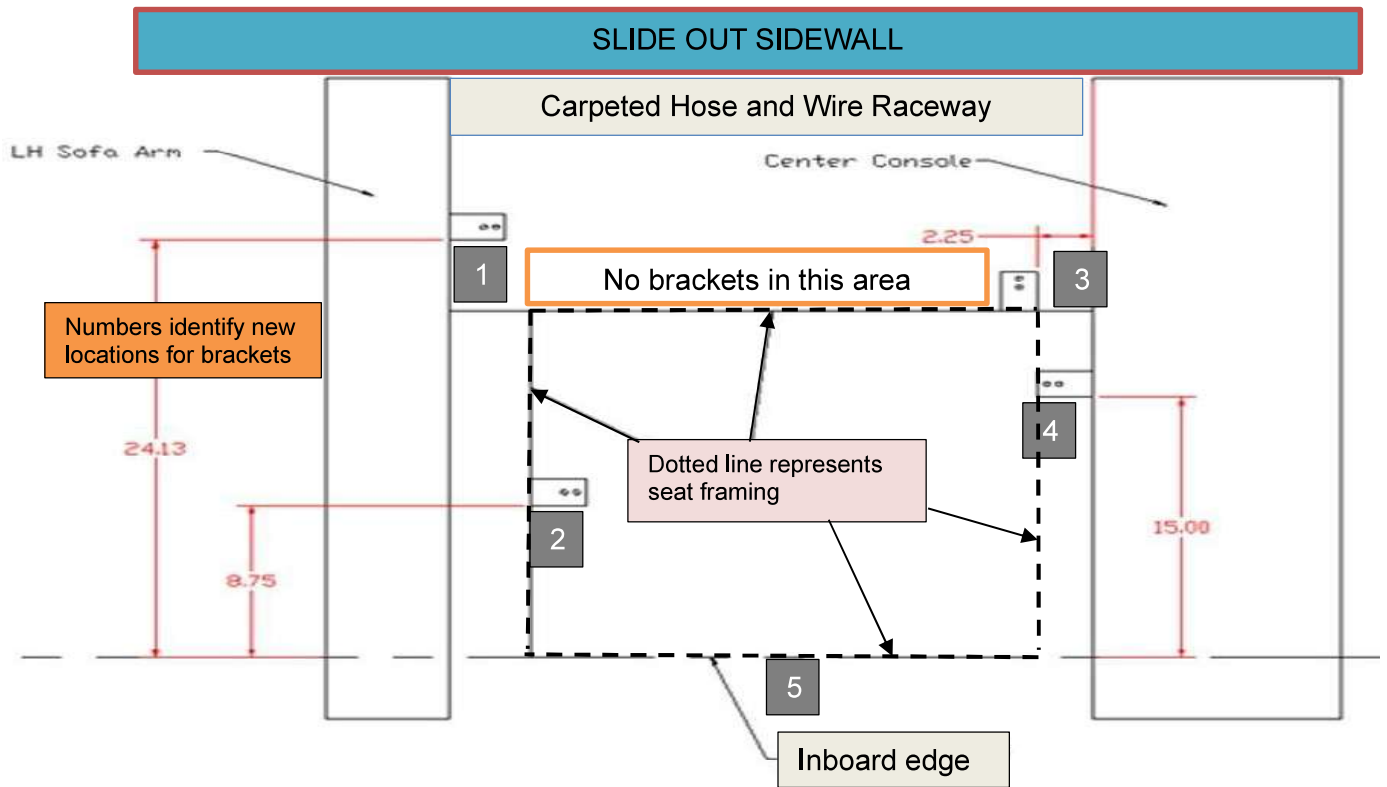 SLIDE OUT SIDEWALL
Carpeted Hose and Wire Raceway
LH Sofa Arm
Center Console
2.25
1
No brackets in this area
3
Numbers identify new
locations for brackets
24.13
4
Dotted line represents
seat framing
2
15.00
8.75
5
Inboard edge